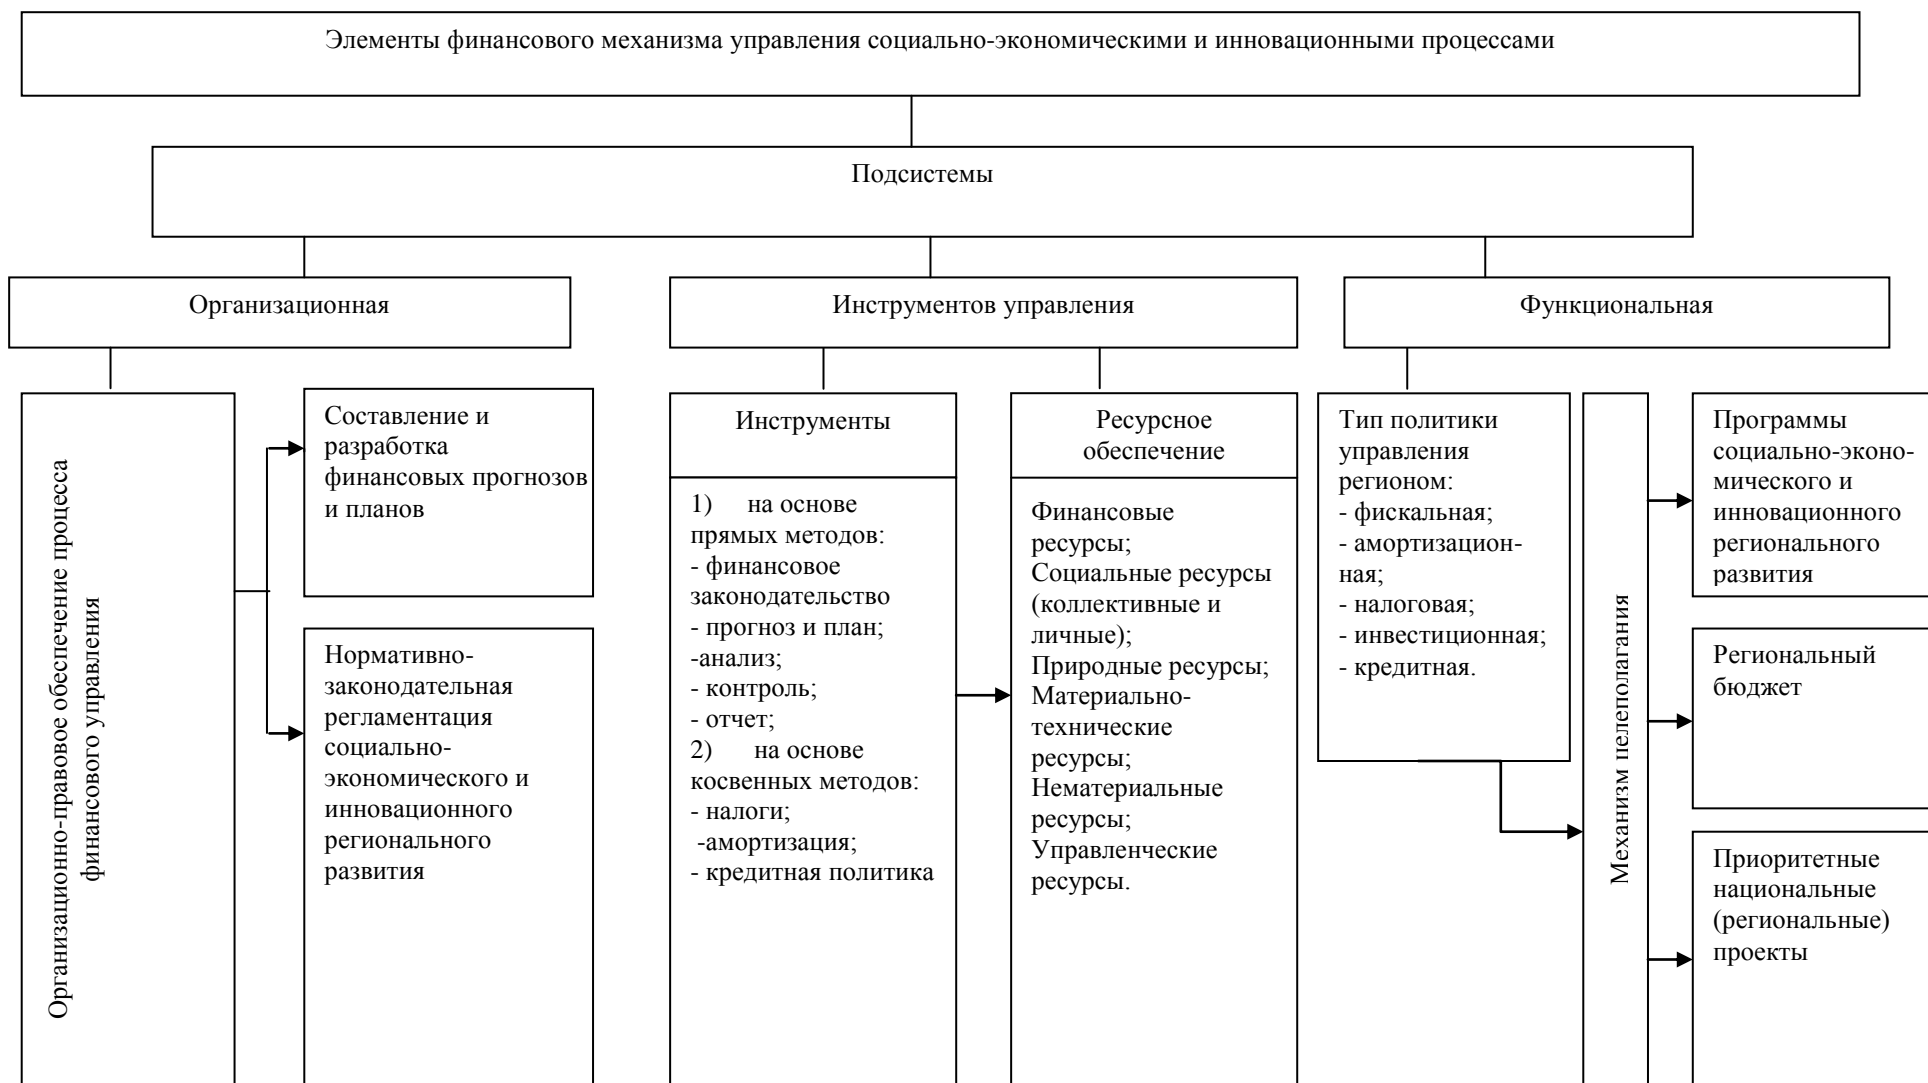 Элементы финансового механизма управления социально-экономическими и инновационными процессами
Подсистемы
Организационная
Инструментов управления
Функциональная
Организационно-правовое обеспечение процесса
финансового управления
Составление и
разработка
финансовых прогнозов
и планов
Нормативно-
законодательная
регламентация
социально-
экономического и
инновационного
регионального
развития
Инструменты
1) на основе
прямых методов:
- финансовое
законодательство
- прогноз и план;
-анализ;
- контроль;
- отчет;
2) на основе
косвенных методов:
- налоги;
-амортизация;
- кредитная политика
Ресурсное
обеспечение
Финансовые
ресурсы;
Социальные ресурсы
(коллективные и
личные);
Природные ресурсы;
Материально-
технические
ресурсы;
Нематериальные
ресурсы;
Управленческие
ресурсы.
Тип политики
управления
регионом:
- фискальная;
- амортизацион-
ная;
- налоговая;
- инвестиционная;
- кредитная.
Механизм целеполагания
Программы
социально-эконо-
мического и
инновационного
регионального
развития
Региональный
бюджет
Приоритетные
национальные
(региональные)
проекты